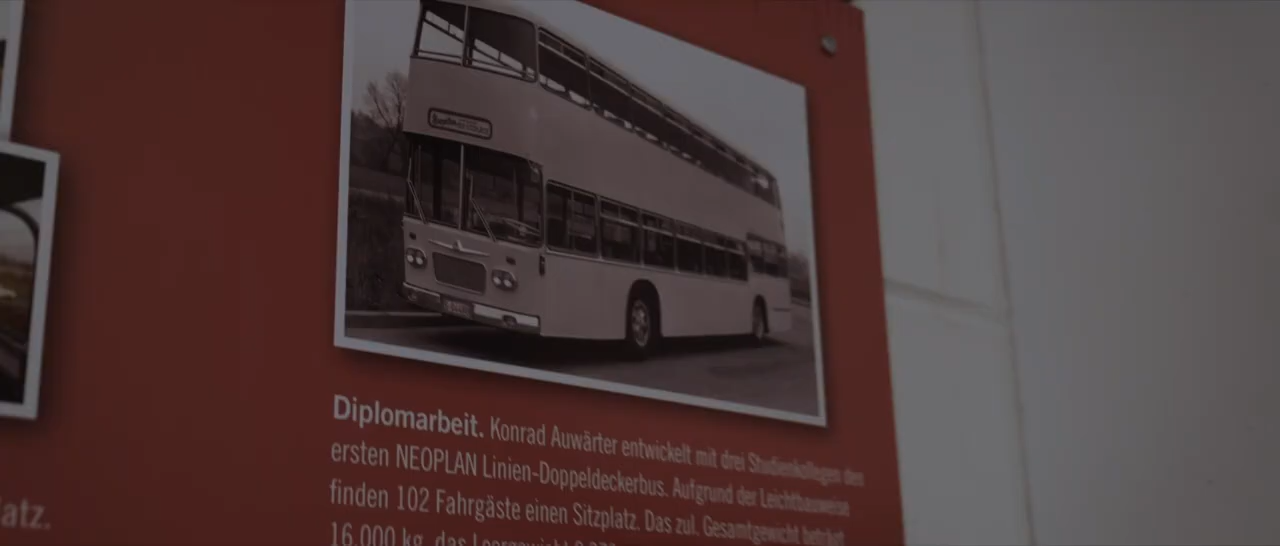 Diplomarbeit. Konrad Auwärter entwickelt mit drei Studienkollegen den
ersten NEOPLAN Linien-Doppeldeckerbus. Aufgrund der Leichtbauweise
finden 102 Fahrgäste einen Sitzplatz. Das zul. Gesamtgewicht beträgt
16.000 kg, das Leergewicht
atz.